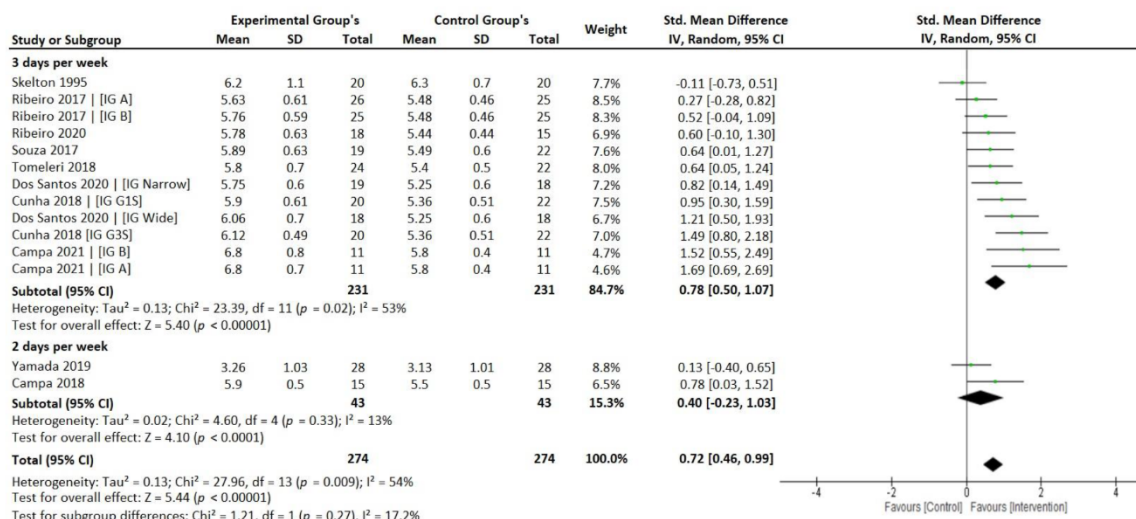 Experimental Group's Control Group's Std. Mean Difference Std. Mean Difference
Study or Subgroup Mean SD Total Mean SD Total Weight IV, Random, 95% CI IV, Random, 95% CI
3 days per week
Skelton 1995 6.2 1.1 20 6.3 0.7 20 7.7% -0.11 [-0.73, 0.51]
Ribeiro 2017 | [IG A] 5.63 0.61 26 5.48 0.46 25 8.5% 0.27 [-0.28, 0.82]
Ribeiro 2017 | [IG B] 5.76 0.59 25 5.48 0.46 25 8.3% 0.52 [-0.04, 1.09]
Ribeiro 2020 5.78 0.63 18 5.44 0.44 15 6.8% 0.60 [-0.10, 1.30]
Souza 2017 5.89 0.63 19 5.49 0.6 22 7.6% 0.64 [0.01, 1.27]
Tomeleri 2018 5.8 0.7 24 5.4 0.5 22 8.0% 0.64 [0.05, 1.24]
Dos Santos 2020 | [IG Narrow] 5.75 0.6 19 5.25 0.6 18 7.2% 0.82 [0.14, 1.49]
Cunha 2018 | [IG G1S] 5.9 0.61 20 5.36 0.51 22 7.4% 0.95 [0.30, 1.59]
Dos Santos 2020 | [IG Wide] 6.06 0.7 18 5.25 0.6 18 6.7% 1.21 [0.50, 1.93]
Cunha 2018 [IG G3S] 6.12 0.49 20 5.36 0.51 22 7.0% 1.49 [0.80, 2.18]
Campa 2021 | [IG B] 6.8 0.8 11 5.8 0.4 11 4.7% 1.52 [0.55, 2.49]
Campa 2021 | [IG A] 6.8 0.7 11 5.8 0.4 11 4.6% 1.69 [0.69, 2.69]
Subtotal (95% CI) 231 231 84.7% 0.78 [0.50, 1.07]
Heterogeneity: Tau² = 0.13; Chi² = 23.39, df = 11 (p = 0.02); I² = 53%
Test for overall effect: Z = 5.40 (p < 0.00001)
2 days per week
Yamada 2019 3.26 1.03 28 3.13 1.01 28 8.8% 0.13 [-0.40, 0.65]
Campa 2018 5.9 0.5 15 5.5 0.5 15 6.5% 0.78 [0.03, 1.52]
Subtotal (95% CI) 43 43 15.3% 0.40 [-0.23, 1.03]
Heterogeneity: Tau² = 0.02; Chi² = 4.60, df = 4 (p = 0.33); I² = 13%
Test for overall effect: Z = 4.10 (p < 0.0001)
Total (95% CI) 274 274 100.0% 0.72 [0.46, 0.99]
Heterogeneity: Tau² = 0.13; Chi² = 27.96, df = 13 (p = 0.009); I² = 54%
Test for overall effect: Z = 5.44 (p < 0.00001)
Test for subgroup differences: Chi² = 1.21, df = 1 (p = 0.27), I² = 17.2%
-4 -2 0 2 4
Favours [Control] Favours [Intervention]